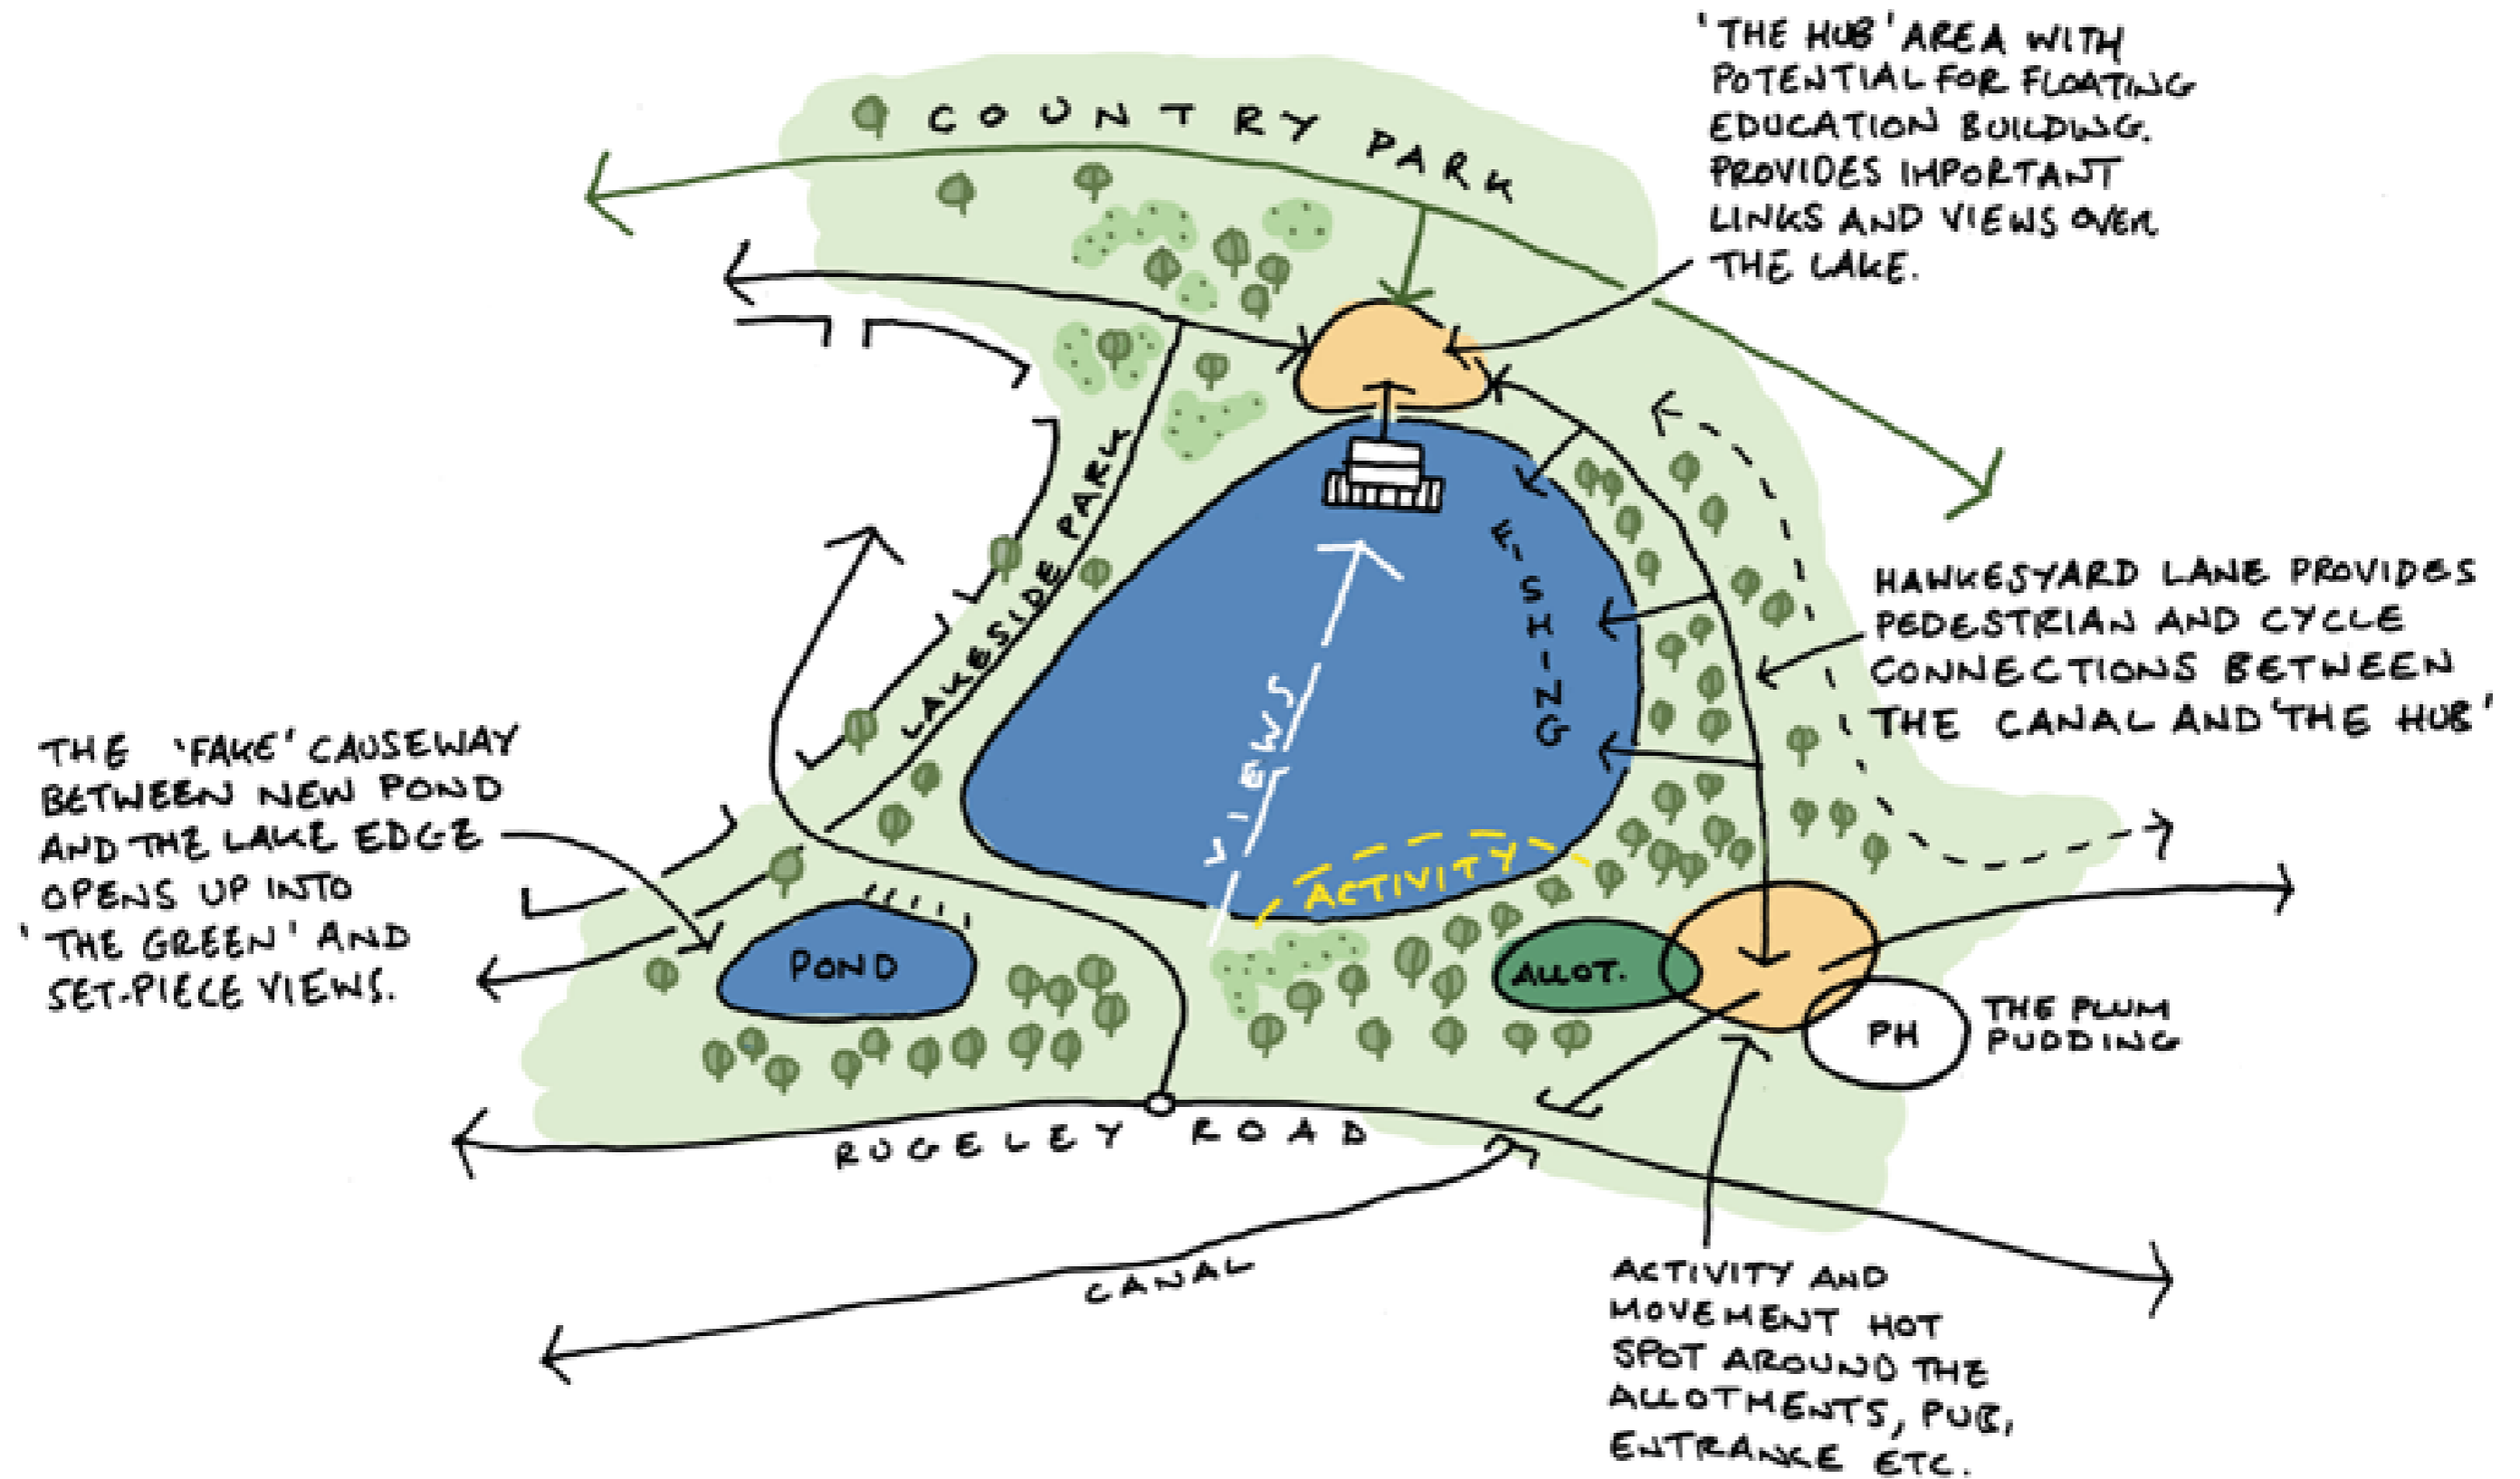 'THE HUB' AREA WITH
POTENTIAL FOR FLOATING
EDUCATION BUILDING.
PROVIDES IMPORTANT
LINKS AND VIEWS OVER
THE LAKE.
COUNTRY PARK
LAKESIDE PARK
FISHING
VIEWS
ACTIVITY
HAWKESYARD LANE PROVIDES
PEDESTRIAN AND CYCLE
CONNECTIONS BETWEEN
THE CANAL AND 'THE HUB'
THE 'FAKE' CAUSEWAY
BETWEEN NEW POND
AND THE LAKE EDGE
OPENS UP INTO
'THE GREEN' AND
SET-PIECE VIEWS.
POND
ALLOT.
PH
THE PLUM
PUDDING
RUGELEY ROAD
CANAL
ACTIVITY AND
MOVEMENT HOT
SPOT AROUND THE
ALLOTMENTS, PUB,
ENTRANCE ETC.